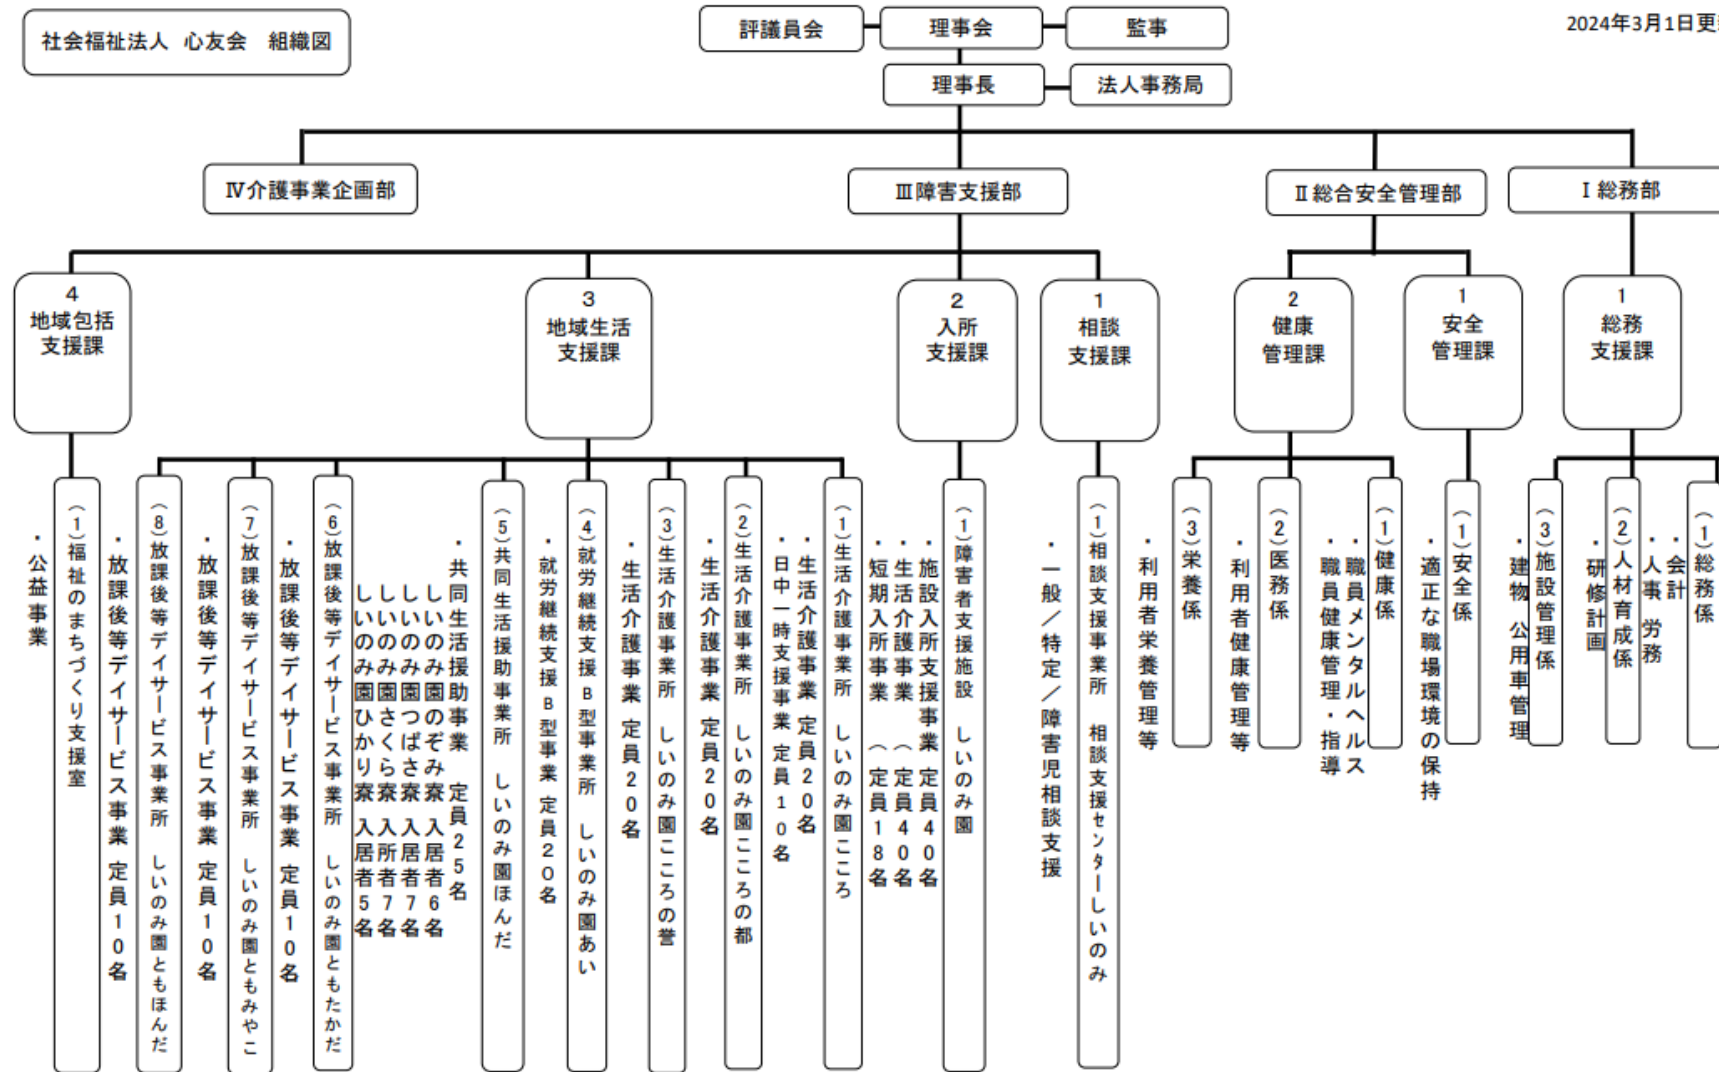 社会福祉法人 心友会 組織図
評議員会
理事会
監事
2024年3月1日更
理事長
法人事務局
Ⅳ介護事業企画部
Ⅲ障害支援部
Ⅱ総合安全管理部
Ⅰ総務部
4
地域包括
支援課
3
地域生活
支援課
2
入所
支援課
1
相談
支援課
2
健康
管理課
1
安全
管理課
1
総務
支援課
（1）総務係
・会計
・人事 労務
（2）人材育成係
・研修計画
（3）施設管理係
・建物 公用車管理
（1）安全係
・適正な職場環境の保持
（1）健康係
・職員メンタルヘルス
・職員健康管理・指導
（2）医務係
・利用者健康管理等
（3）栄養係
・利用者栄養管理等
（1）相談支援事業所 相談支援センターしいのみ
・一般／特定／障害児相談支援
（1）障害者支援施設 しいのみ園
・施設入所支援事業 定員40名
・生活介護事業 （定員40名
・短期入所事業 （定員18名
（1）生活介護事業所 しいのみ園こころ
・生活介護事業 定員20名
・日中一時支援事業 定員10名
（2）生活介護事業所 しいのみ園こころの都
・生活介護事業 定員20名
（3）生活介護事業所 しいのみ園こころの誉
・生活介護事業 定員20名
（4）就労継続支援B型事業所 しいのみ園あい
・就労継続支援B型事業 定員20名
（5）共同生活援助事業所 しいのみ園ほんだ
・共同生活援助事業 定員25名
しいのみ園のぞみ寮 入居者6名
しいのみ園つばさ寮 入居者7名
しいのみ園さくら寮 入所者7名
しいのみ園ひかり寮 入居者5名
（6）放課後等デイサービス事業所 しいのみ園ともたかだ
・放課後等デイサービス事業 定員10名
（7）放課後等デイサービス事業所 しいのみ園ともみやこ
・放課後等デイサービス事業 定員10名
（8）放課後等デイサービス事業所 しいのみ園ともほんだ
・放課後等デイサービス事業 定員10名
（1）福祉のまちづくり支援室
・公益事業